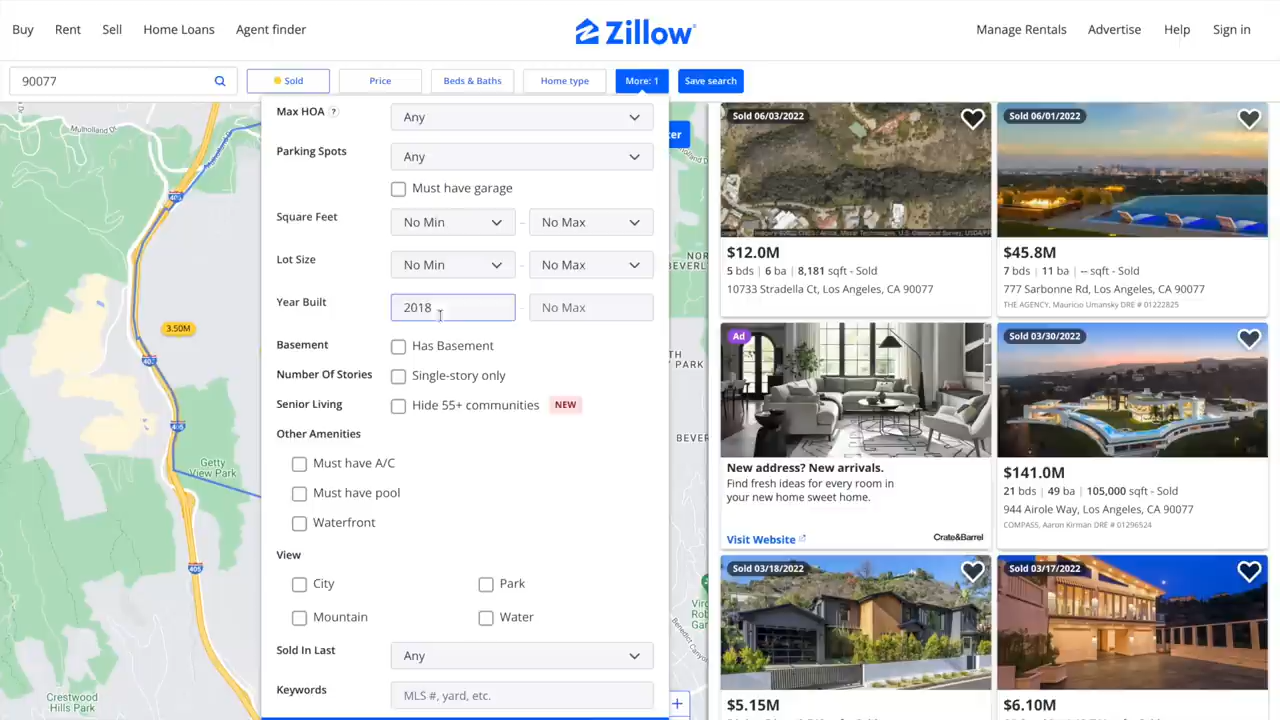 Buy Rent Sell Home Loans Agent finder
Zillow
Manage Rentals Advertise Help Sign in
90077
Sold
Price
Beds & Baths
Home type
More: 1
Save search
Mulholland Dr
405
3.50M
405
405
Getty
View Park
405
Crestwood
Hills Park
Max HOA ?
Any
Parking Spots
Any
Must have garage
Square Feet
No Min - No Max
Lot Size
No Min - No Max
Year Built
2018 - No Max
Basement
Has Basement
Number Of Stories
Single-story only
Senior Living
Hide 55+ communities NEW
Other Amenities
Must have A/C
Must have pool
Waterfront
View
City
Park
Mountain
Water
Sold In Last
Any
Keywords
MLS #, yard, etc.
Sold 06/03/2022
$12.0M
5 bds | 6 ba | 8,181 sqft - Sold
10733 Stradella Ct, Los Angeles, CA 90077
Sold 06/01/2022
$45.8M
7 bds | 11 ba | -- sqft - Sold
777 Sarbonne Rd, Los Angeles, CA 90077
THE AGENCY, Mauricio Umansky DRE # 01222825
Ad
New address? New arrivals.
Find fresh ideas for every room in
your new home sweet home.
Visit Website
Crate&Barrel
Sold 03/30/2022
$141.0M
21 bds | 49 ba | 105,000 sqft - Sold
944 Airole Way, Los Angeles, CA 90077
COMPASS, Aaron Kirman DRE # 01296524
Sold 03/18/2022
$5.15M
Sold 03/17/2022
$6.10M